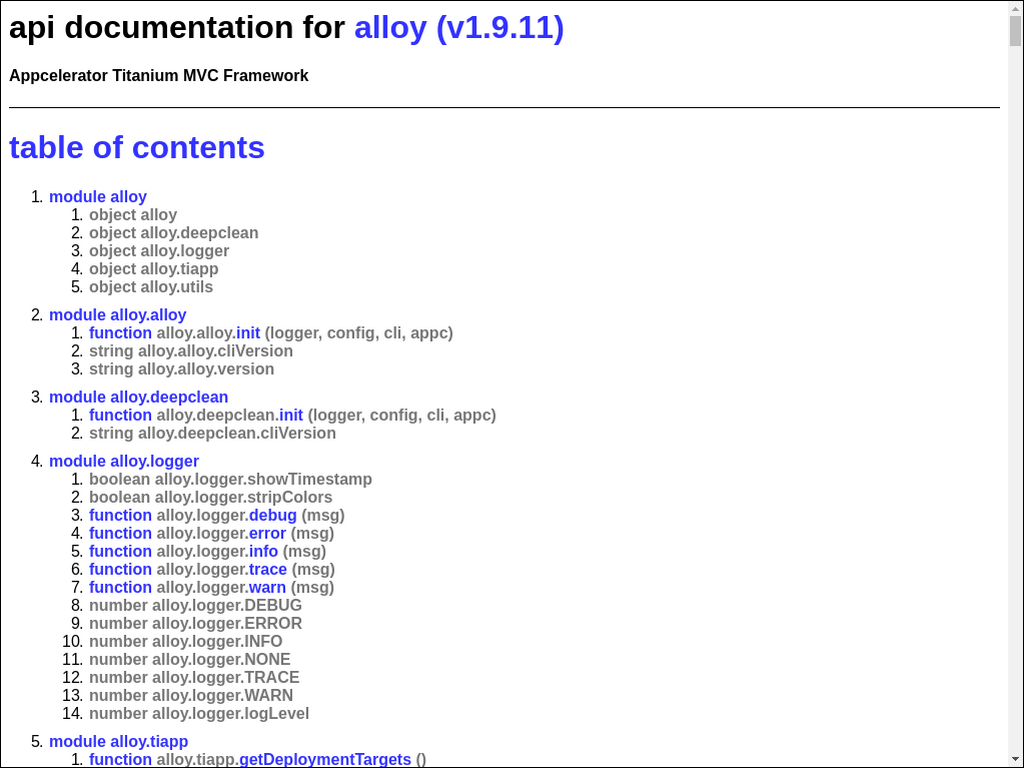 api documentation for alloy (v1.9.11)
Appcelerator Titanium MVC Framework
table of contents
1. module alloy
1. object alloy
2. object alloy.deepclean
3. object alloy.logger
4. object alloy.tiapp
5. object alloy.utils
2. module alloy.alloy
1. function alloy.alloy.init (logger, config, cli, appc)
2. string alloy.alloy.cliVersion
3. string alloy.alloy.version
3. module alloy.deepclean
1. function alloy.deepclean.init (logger, config, cli, appc)
2. string alloy.deepclean.cliVersion
4. module alloy.logger
1. boolean alloy.logger.showTimestamp
2. boolean alloy.logger.stripColors
3. function alloy.logger.debug (msg)
4. function alloy.logger.error (msg)
5. function alloy.logger.info (msg)
6. function alloy.logger.trace (msg)
7. function alloy.logger.warn (msg)
8. number alloy.logger.DEBUG
9. number alloy.logger.ERROR
10. number alloy.logger.INFO
11. number alloy.logger.NONE
12. number alloy.logger.TRACE
13. number alloy.logger.WARN
14. number alloy.logger.logLevel
5. module alloy.tiapp
1. function alloy.tiapp.getDeploymentTargets ()